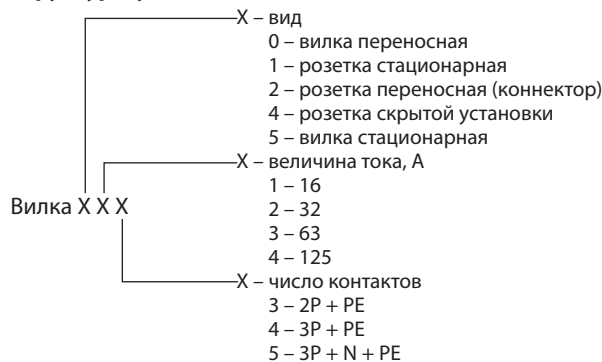 X – вид
0 – вилка переносная
1 – розетка стационарная
2 – розетка переносная (коннектор)
4 – розетка скрытой установки
5 – вилка стационарная
X – величина тока, А
1 – 16
2 – 32
3 – 63
4 – 125
Вилка X X X
X – число контактов
3 – 2P + PE
4 – 3P + PE
5 – 3P + N + PE